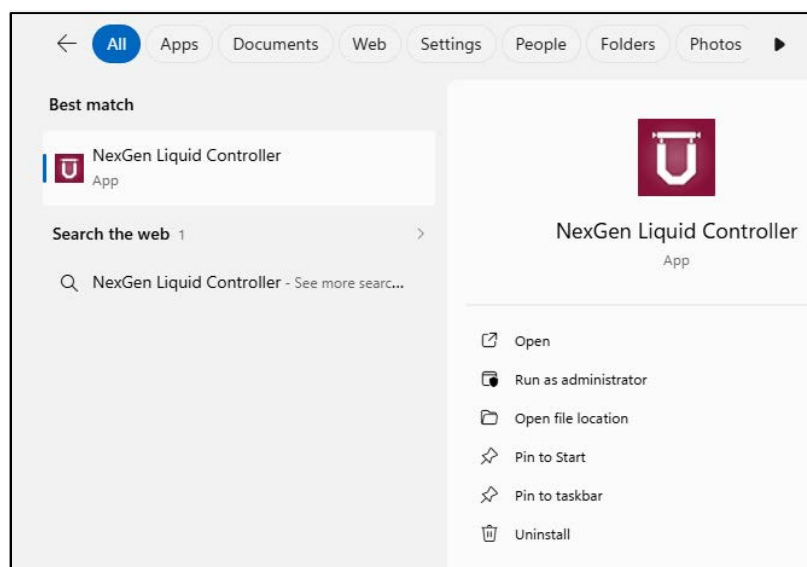 All Apps Documents Web Settings People Folders Photos
Best match
NexGen Liquid Controller
App
Search the web 1
NexGen Liquid Controller - See more searc...
NexGen Liquid Controller
App
Open
Run as administrator
Open file location
Pin to Start
Pin to taskbar
Uninstall